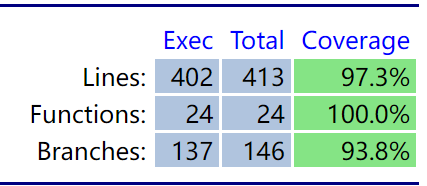 Exec Total Coverage
Lines: 402 413 97.3%
Functions: 24 24 100.0%
Branches: 137 146 93.8%